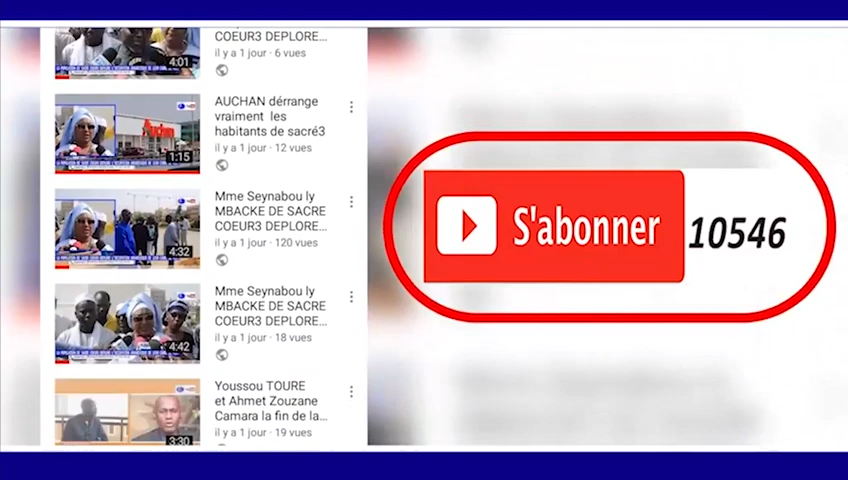 COEUR3 DEPLORE...
il y a 1 jour · 6 vues
4:01
AUCHAN dérrange
vraiment les
habitants de sacré3
il y a 1 jour · 12 vues
Auchan
1:15
Mme Seynabou ly
MBACKE DE SACRE
COEUR3 DEPLORE...
il y a 1 jour · 120 vues
4:32
Mme Seynabou ly
MBACKE DE SACRE
COEUR3 DEPLORE...
il y a 1 jour · 18 vues
4:42
Youssou TOURE
et Ahmet Zouzane
Camara la fin de la...
il y a 1 jour · 19 vues
3:30
S'abonner 10546